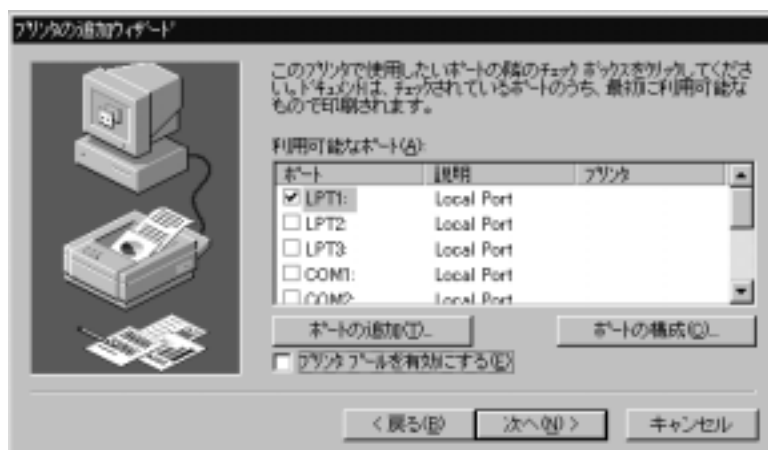 プリンタの追加ウィザード
このプリンタで使用したいポートの隣のチェック ボックスをクリックしてくださ
い。ドキュメントは、チェックされているポートのうち、最初に利用可能な
もので印刷されます。
利用可能なポート(A):
ポート 説明 プリンタ
LPT1: Local Port
LPT2: Local Port
LPT3: Local Port
COM1: Local Port
COM2: Local Port
ポートの追加(T)... ポートの構成(C)...
プリンタ プールを有効にする(E)
< 戻る(B) 次へ(N) > キャンセル